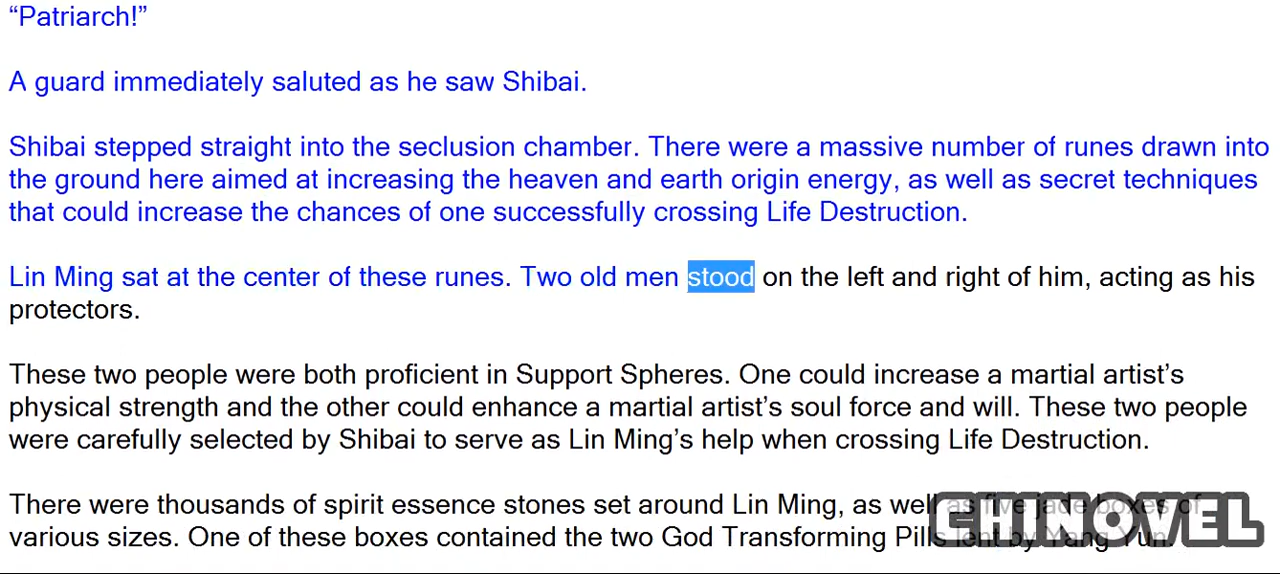 “Patriarch!”
A guard immediately saluted as he saw Shibai.
Shibai stepped straight into the seclusion chamber. There were a massive number of runes drawn into
the ground here aimed at increasing the heaven and earth origin energy, as well as secret techniques
that could increase the chances of one successfully crossing Life Destruction.
Lin Ming sat at the center of these runes. Two old men stood on the left and right of him, acting as his
protectors.
These two people were both proficient in Support Spheres. One could increase a martial artist’s
physical strength and the other could enhance a martial artist’s soul force and will. These two people
were carefully selected by Shibai to serve as Lin Ming’s help when crossing Life Destruction.
There were thousands of spirit essence stones set around Lin Ming, as well as five jade boxes of
various sizes. One of these boxes contained the two God Transforming Pills lent by Yang Yun.
CHINOVEL